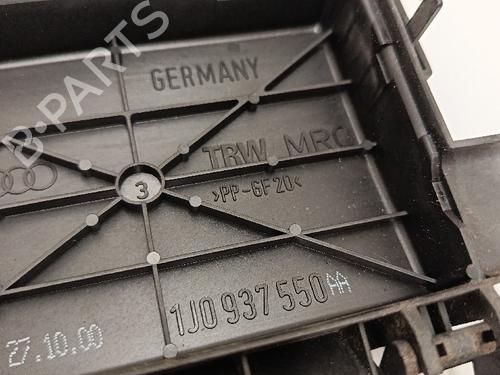 B-PARTS
GERMANY
TRW MRC
>PP-GF20<
3
1J0 937 550 AA
27.10.00